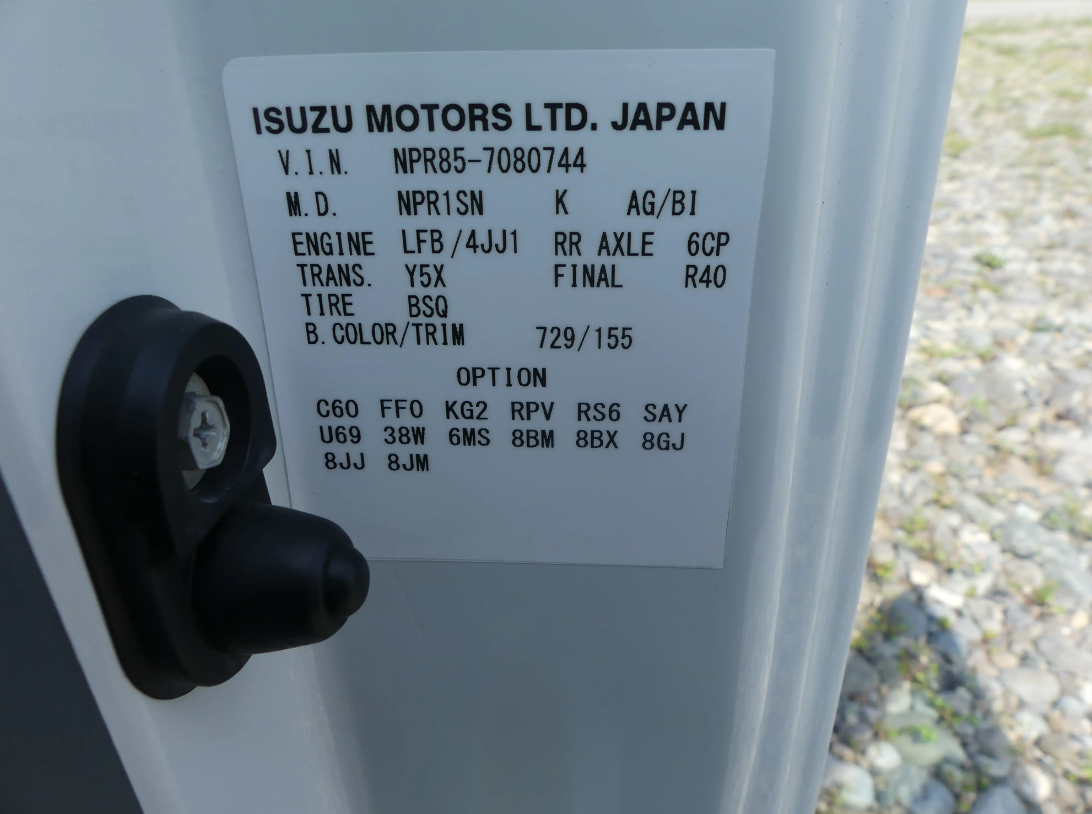 ISUZU MOTORS LTD. JAPAN
V.I.N. NPR85-7080744
M.D. NPR1SN K AG/BI
ENGINE LFB/4JJ1 RR AXLE 6CP
TRANS. Y5X FINAL R40
TIRE BSQ
B.COLOR/TRIM 729/155
OPTION
C60 FF0 KG2 RPV RS6 SAY
U69 38W 6MS 8BM 8BX 8GJ
8JJ 8JM